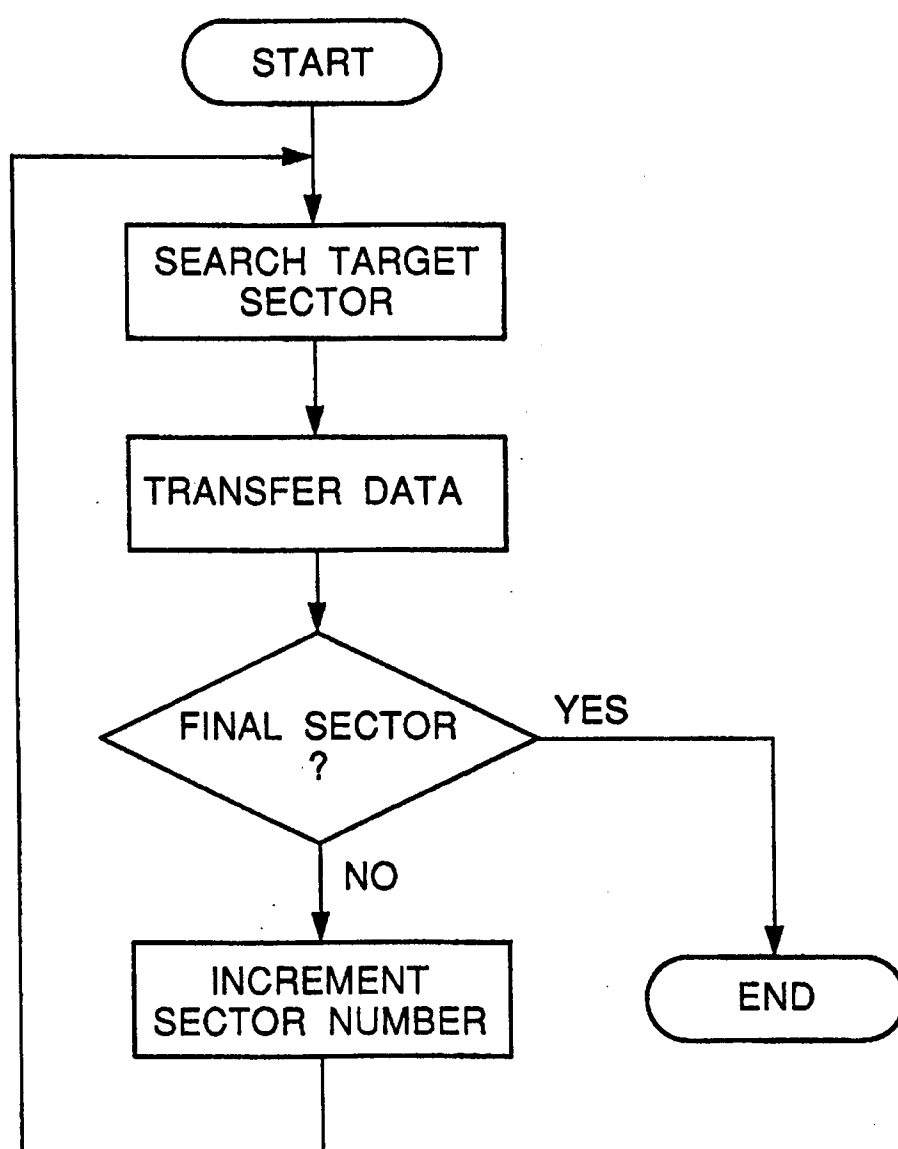 START
SEARCH TARGET
SECTOR
TRANSFER DATA
FINAL SECTOR
?
YES
NO
INCREMENT
SECTOR NUMBER
END